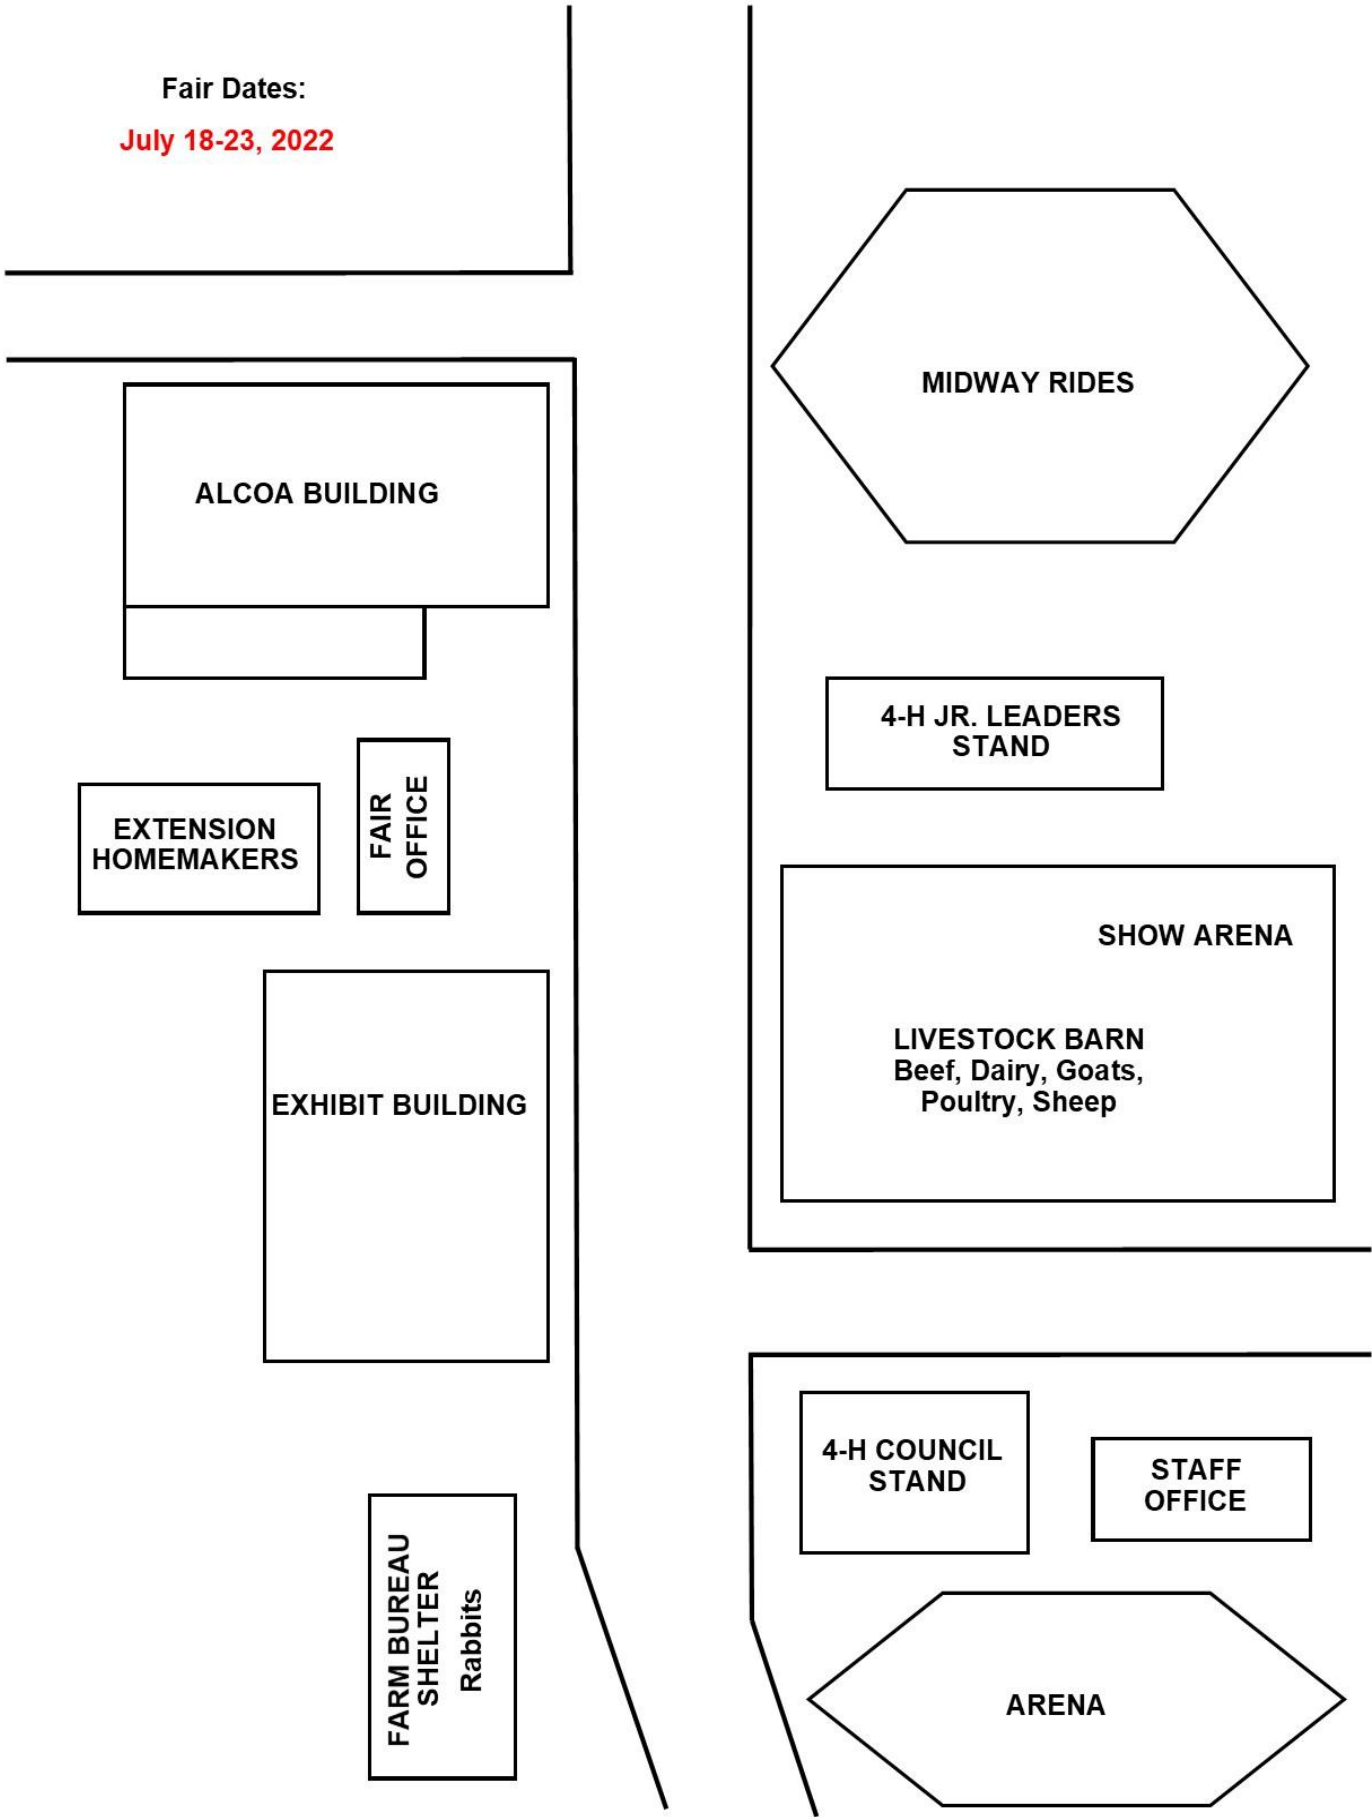 Fair Dates:
July 18-23, 2022
MIDWAY RIDES
ALCOA BUILDING
4-H JR. LEADERS
STAND
FAIR
OFFICE
EXTENSION
HOMEMAKERS
SHOW ARENA
LIVESTOCK BARN
Beef, Dairy, Goats,
Poultry, Sheep
EXHIBIT BUILDING
4-H COUNCIL
STAND
STAFF
OFFICE
FARM BUREAU
SHELTER
Rabbits
ARENA